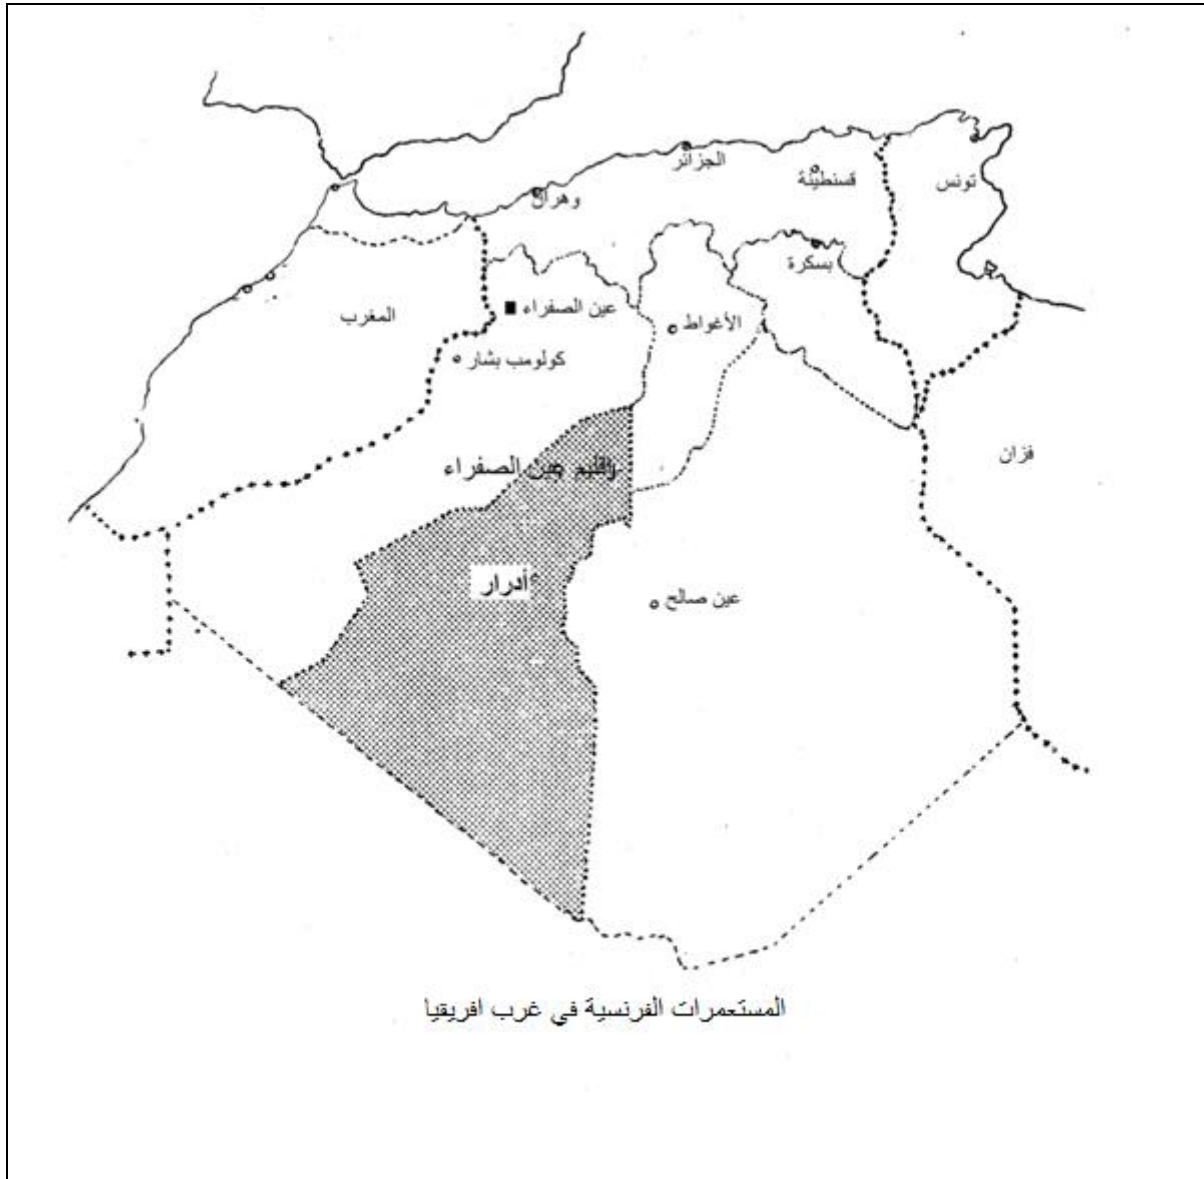 الجزائر
قسنطينة
تونس
وهران
بسكرة
عين الصفراء
المغرب
الأغواط
كولومب بشار
فزان
إقليم عين الصفراء
أدرار
عين صالح
المستعمرات الفرنسية في غرب افريقيا